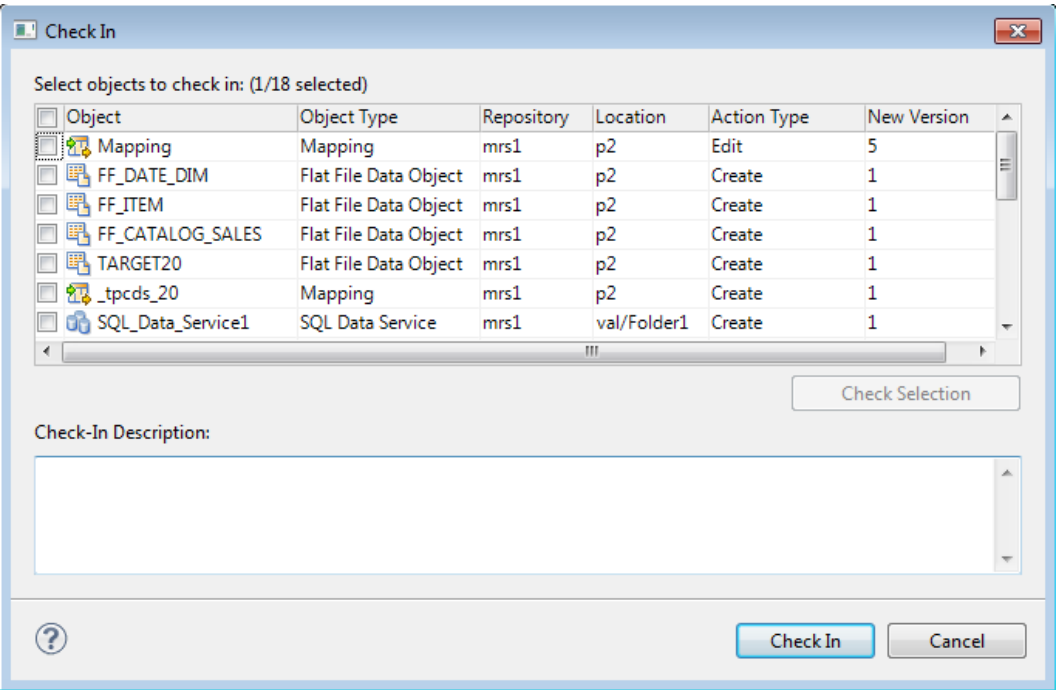 Check In
Select objects to check in: (1/18 selected)
Object Object Type Repository Location Action Type New Version
Mapping Mapping mrs1 p2 Edit 5
FF_DATE_DIM Flat File Data Object mrs1 p2 Create 1
FF_ITEM Flat File Data Object mrs1 p2 Create 1
FF_CATALOG_SALES Flat File Data Object mrs1 p2 Create 1
TARGET20 Flat File Data Object mrs1 p2 Create 1
_tpcds_20 Mapping mrs1 p2 Create 1
SQL_Data_Service1 SQL Data Service mrs1 val/Folder1 Create 1
Check Selection
Check-In Description:
? Check In Cancel